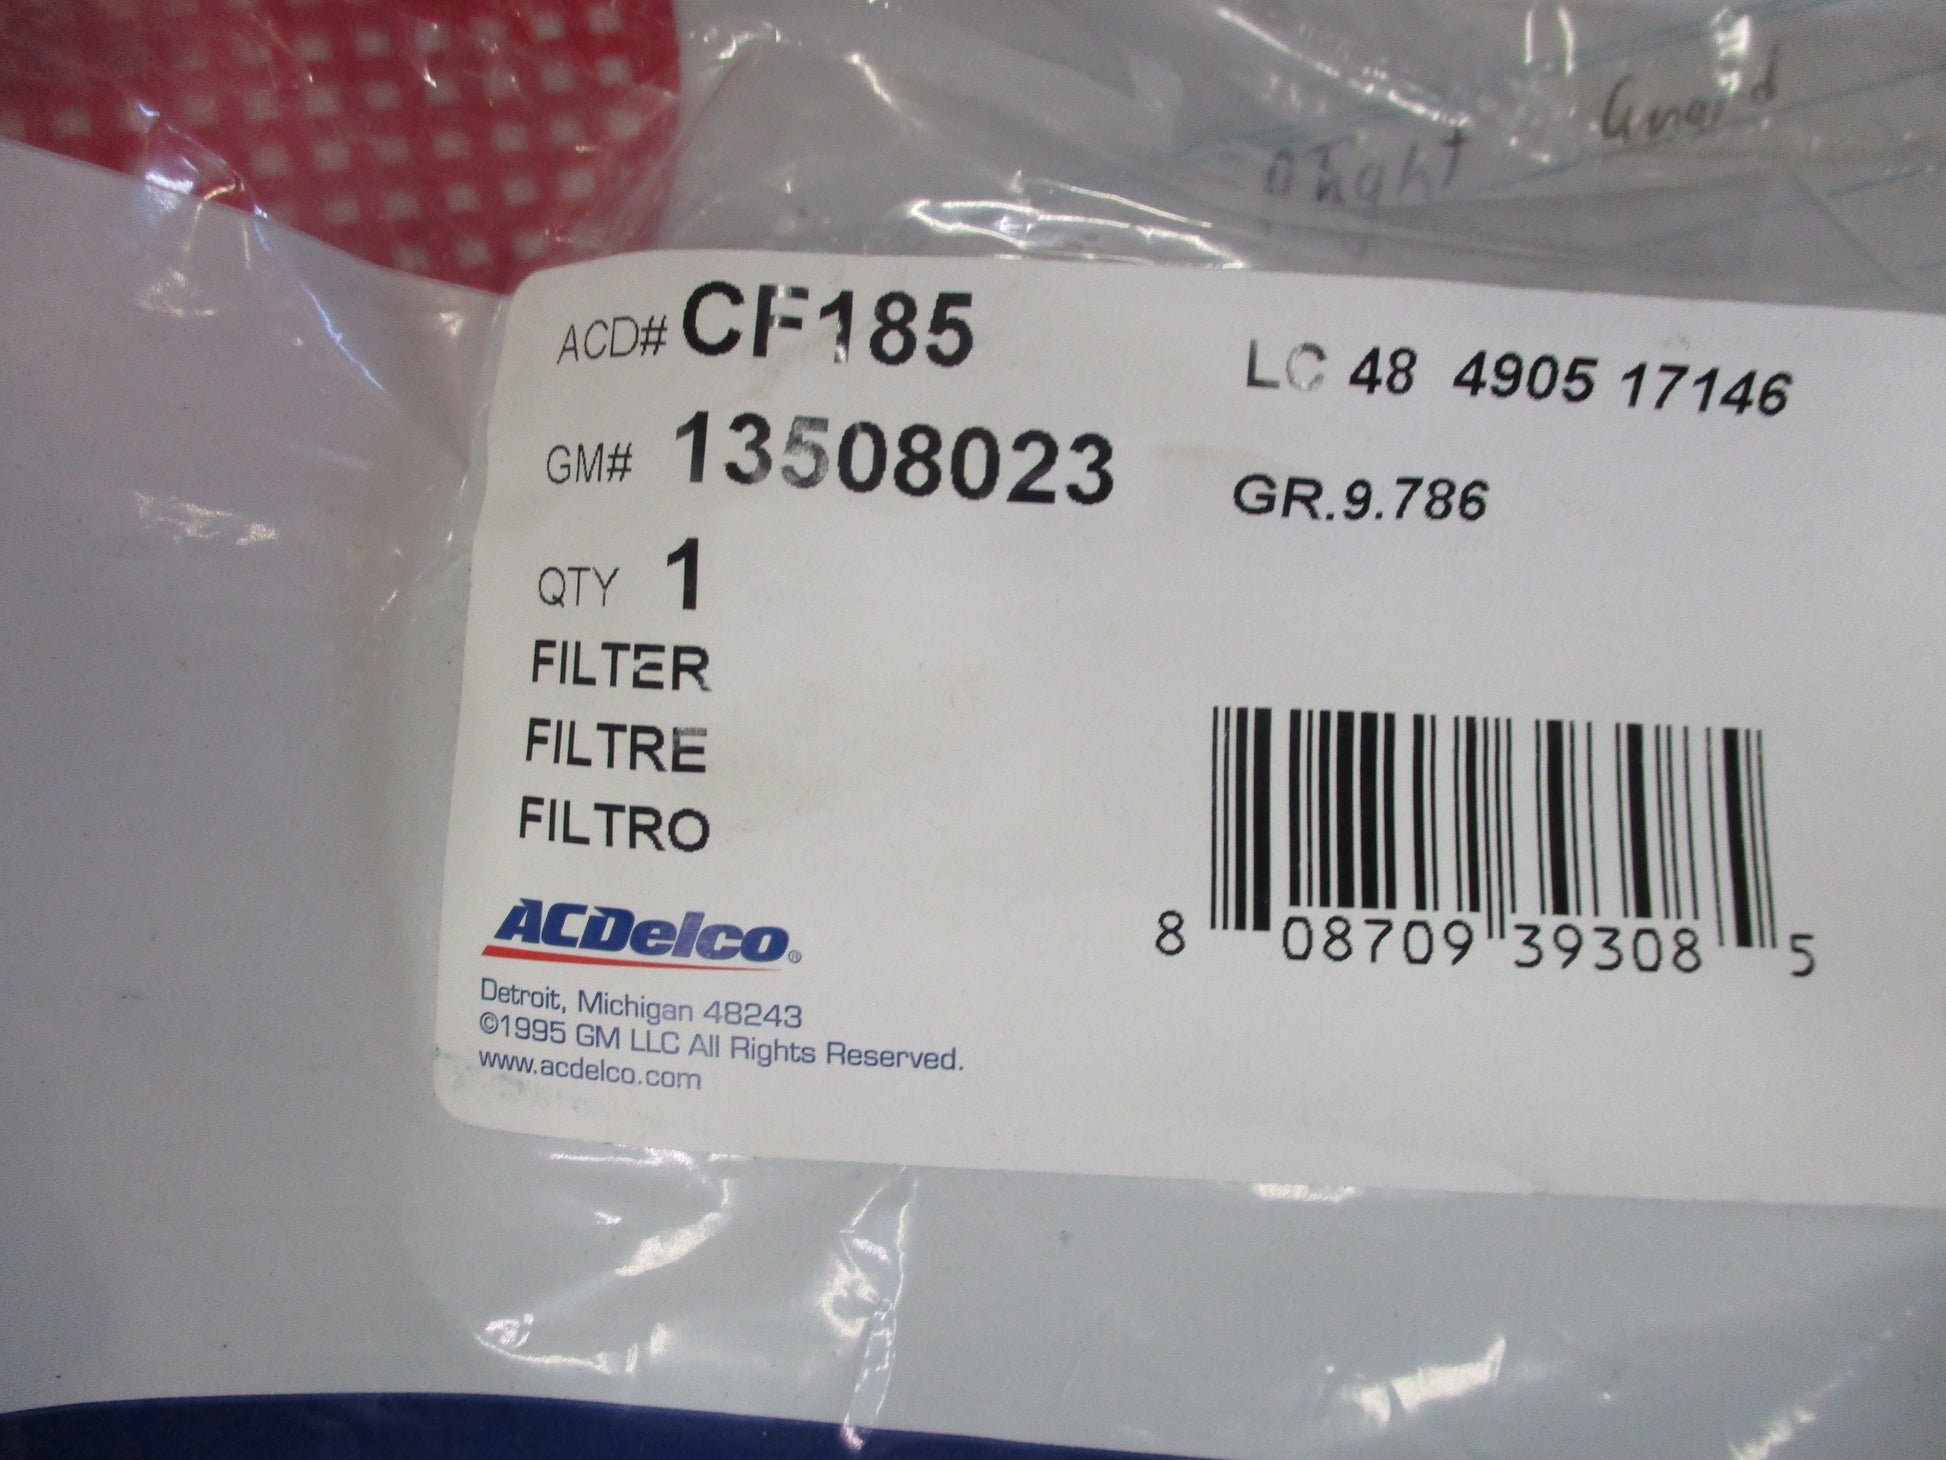 Guard
ACD# CF185
LC 48 4905 17146
GM# 13508023
GR.9.786
QTY 1
FILTER
FILTRE
FILTRO
8 08709 39308 5
ACDelco®
Detroit, Michigan 48243
©1995 GM LLC All Rights Reserved.
www.acdelco.com